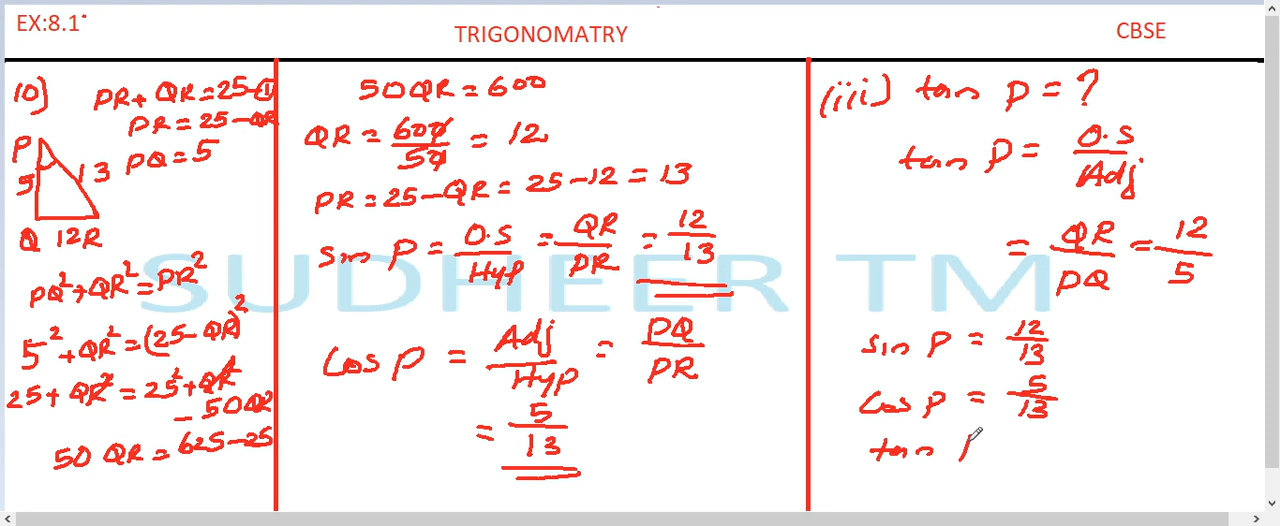 EX:8.1
TRIGONOMATRY
CBSE
10) PR + QR = 25 - ①
PR = 25 - QR
P PQ = 5
5 13
Q 12 R
PQ² + QR² = PR²
5² + QR² = (25 - QR)²
25 + QR² = 25² + QR²
- 50QR
50 QR = 625 - 25
50QR = 600
QR = 600/50 = 12
PR = 25 - QR = 25 - 12 = 13
sin P = O.S/Hyp = QR/PR = 12/13
Cos P = Adj/Hyp = PQ/PR
= 5/13
(iii) tan P = ?
tan P = O.S/Adj
= QR/PQ = 12/5
sin P = 12/13
Cos P = 5/13
tan
SUDHEER TM